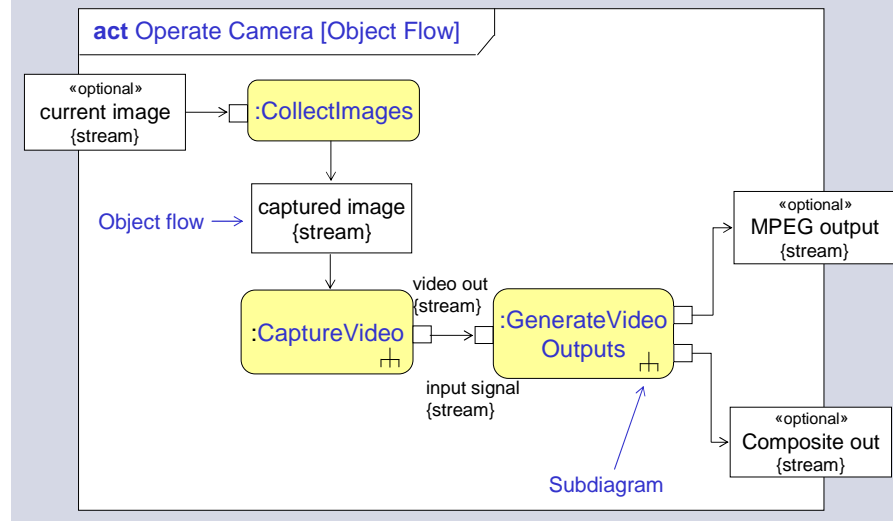 act Operate Camera [Object Flow]
«optional»
current image
{stream}
:CollectImages
captured image
{stream}
Object flow
«optional»
MPEG output
{stream}
video out
{stream}
:CaptureVideo
:GenerateVideo
Outputs
input signal
{stream}
«optional»
Composite out
{stream}
Subdiagram